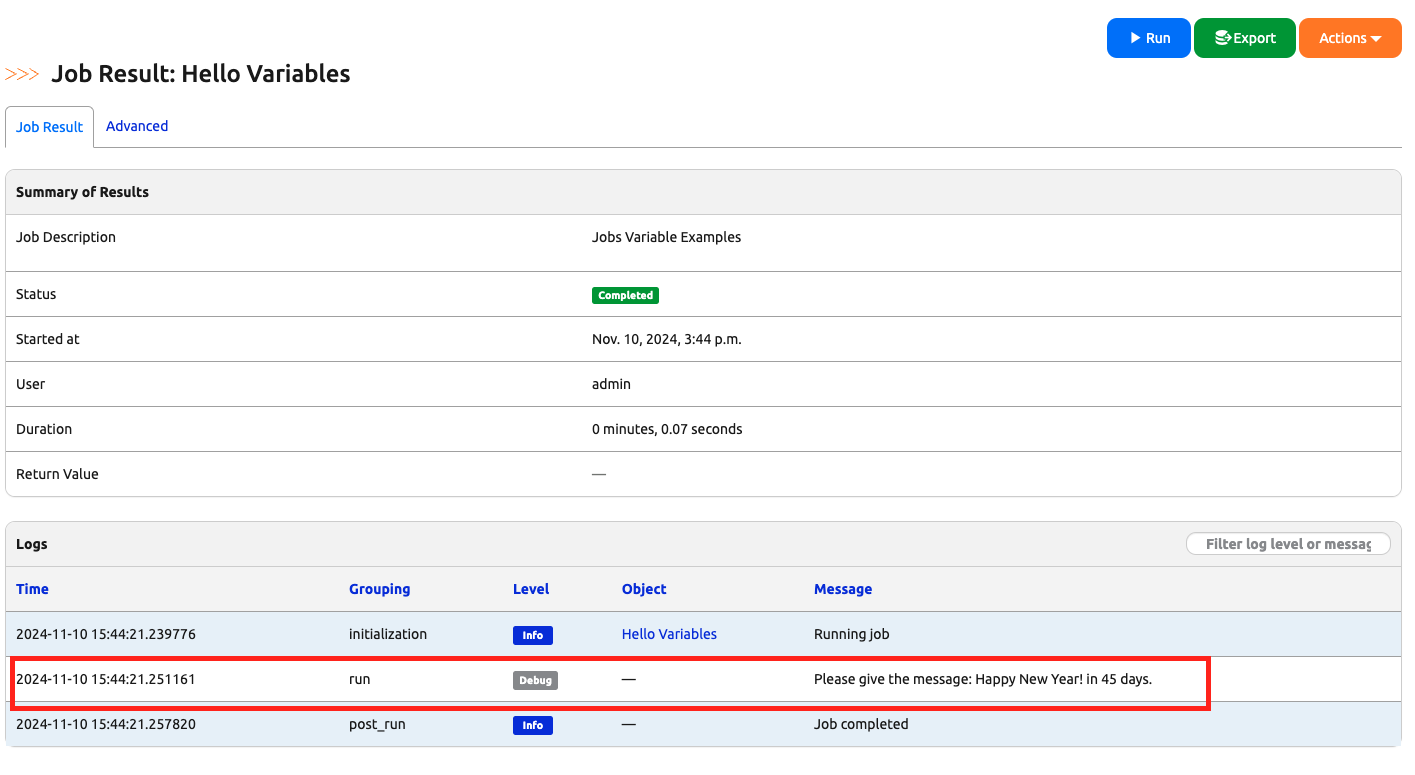 Run Export Actions
>>> Job Result: Hello Variables
Job Result Advanced
Summary of Results
Job Description Jobs Variable Examples
Status Completed
Started at Nov. 10, 2024, 3:44 p.m.
User admin
Duration 0 minutes, 0.07 seconds
Return Value —
Logs Filter log level or messag
Time Grouping Level Object Message
2024-11-10 15:44:21.239776 initialization Info Hello Variables Running job
2024-11-10 15:44:21.251161 run Debug — Please give the message: Happy New Year! in 45 days.
2024-11-10 15:44:21.257820 post_run Info — Job completed